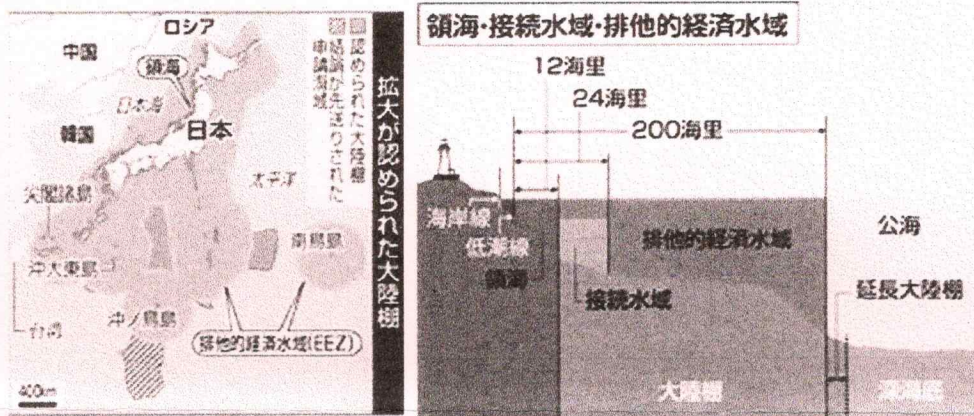 ロシア
中国
領海
日本海
韓国
日本
太平洋
尖閣諸島
沖大東島
南鳥島
台湾
沖ノ鳥島
排他的経済水域(EEZ)
400km
認められた大陸棚
結論が先送りされた
申請海域
拡大が認められた大陸棚
領海・接続水域・排他的経済水域
12海里
24海里
200海里
海岸線
低潮線
領海
排他的経済水域
接続水域
公海
延長大陸棚
大陸棚
深海底